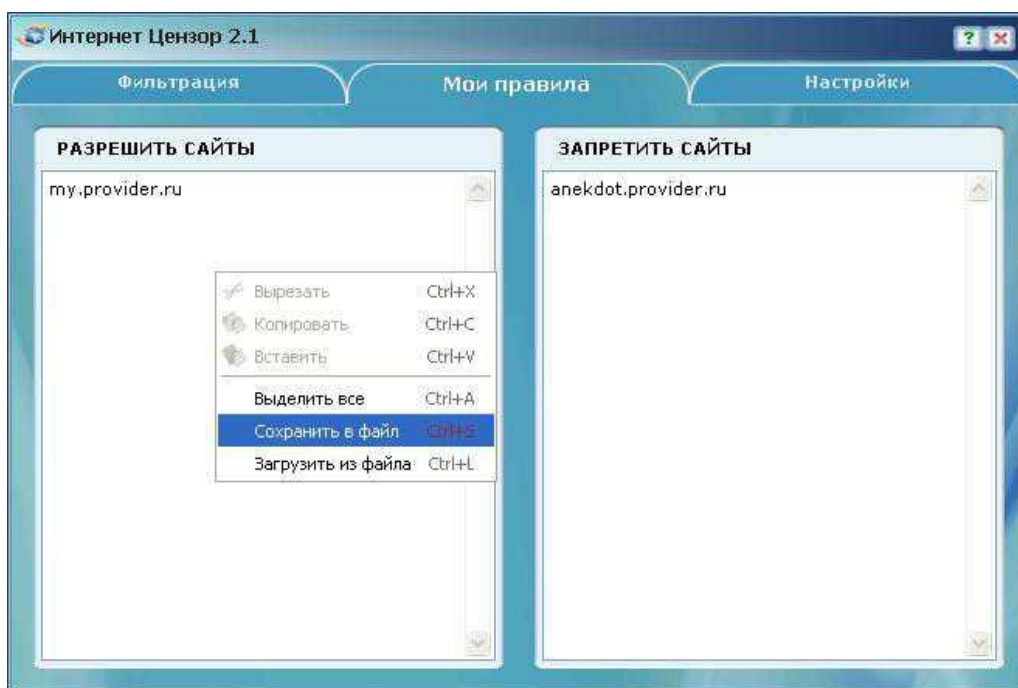 Интернет Цензор 2.1
Фильтрация Мои правила Настройки
РАЗРЕШИТЬ САЙТЫ
my.provider.ru
Вырезать Ctrl+X
Копировать Ctrl+C
Вставить Ctrl+V
Выделить все Ctrl+A
Сохранить в файл Ctrl+S
Загрузить из файла Ctrl+L
ЗАПРЕТИТЬ САЙТЫ
anekdot.provider.ru